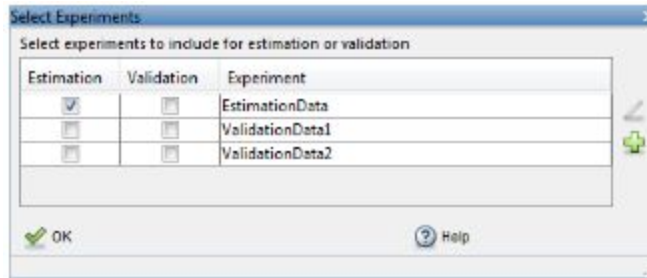 Select Experiments
Select experiments to include for estimation or validation
Estimation Validation Experiment
EstimationData
ValidationData1
ValidationData2
OK Help